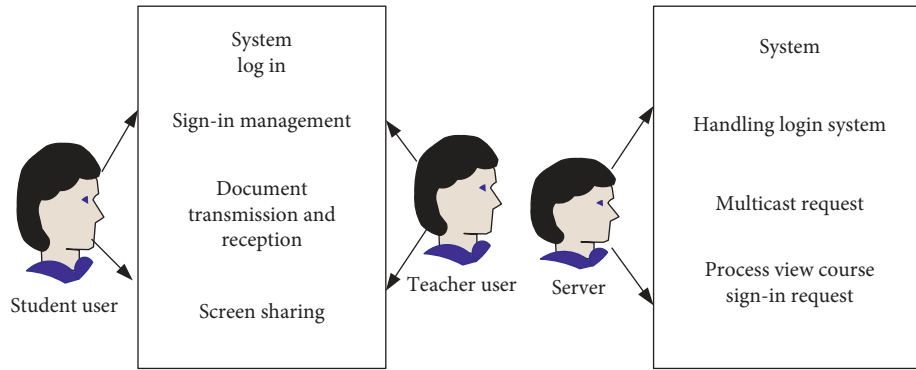 System
log in
Sign-in management
Document
transmission and
reception
Screen sharing
Student user
Teacher user
Server
System
Handling login system
Multicast request
Process view course
sign-in request